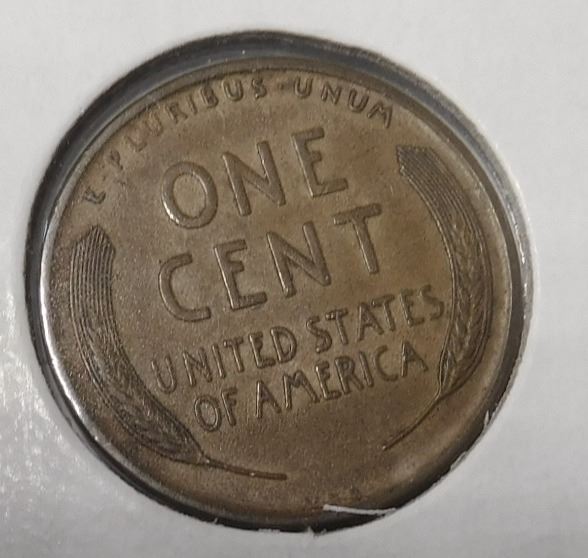 E·PLURIBUS·UNUM
ONE
CENT
UNITED STATES
OF AMERICA